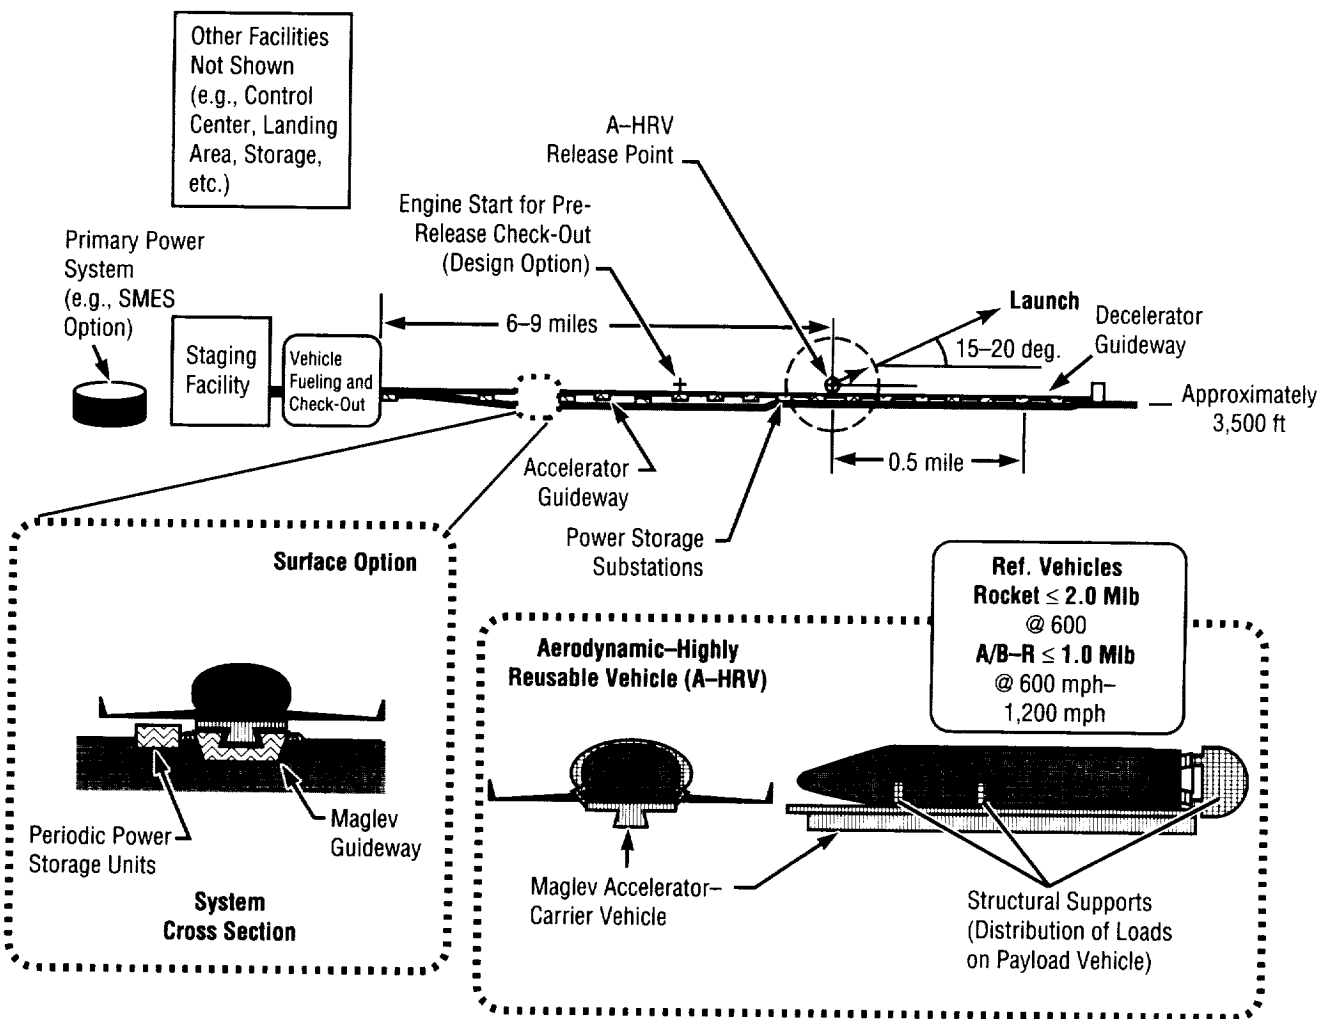 Other Facilities
Not Shown
(e.g., Control
Center, Landing
Area, Storage,
etc.)
A–HRV
Release Point
Engine Start for Pre-
Release Check-Out
(Design Option)
Primary Power
System
(e.g., SMES
Option)
Staging
Facility
Vehicle
Fueling and
Check-Out
6–9 miles
Launch
15–20 deg.
Decelerator
Guideway
Approximately
3,500 ft
0.5 mile
Accelerator
Guideway
Power Storage
Substations
Surface Option
Periodic Power
Storage Units
Maglev
Guideway
System
Cross Section
Ref. Vehicles
Rocket ≤ 2.0 Mlb
@ 600
A/B–R ≤ 1.0 Mlb
@ 600 mph–
1,200 mph
Aerodynamic–Highly
Reusable Vehicle (A–HRV)
Maglev Accelerator–
Carrier Vehicle
Structural Supports
(Distribution of Loads
on Payload Vehicle)